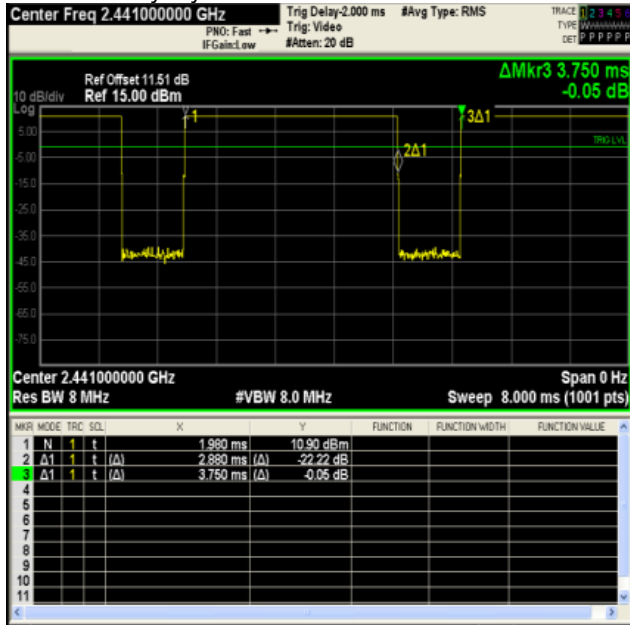 Center Freq 2.441000000 GHz
PNO: Fast
IFGain:Low
Trig Delay-2.000 ms
Trig: Video
#Atten: 20 dB
#Avg Type: RMS
TRACE 1 2 3 4 5 6
TYPE WWWWWW
DET P P P P P P
ΔMkr3 3.750 ms
-0.05 dB
Ref Offset 11.51 dB
10 dB/div Ref 15.00 dBm
Log
1
2Δ1
3Δ1
TRIG LVL
5.00
-5.00
-15.0
-25.0
-35.0
-45.0
-55.0
-65.0
-75.0
Center 2.441000000 GHz Span 0 Hz
Res BW 8 MHz #VBW 8.0 MHz Sweep 8.000 ms (1001 pts)
MKR MODE TRC SCL X Y FUNCTION FUNCTION WIDTH FUNCTION VALUE
1 N 1 t 1.980 ms 10.90 dBm
2 Δ1 1 t (Δ) 2.880 ms (Δ) -22.22 dB
3 Δ1 1 t (Δ) 3.750 ms (Δ) -0.05 dB
4
5
6
7
8
9
10
11